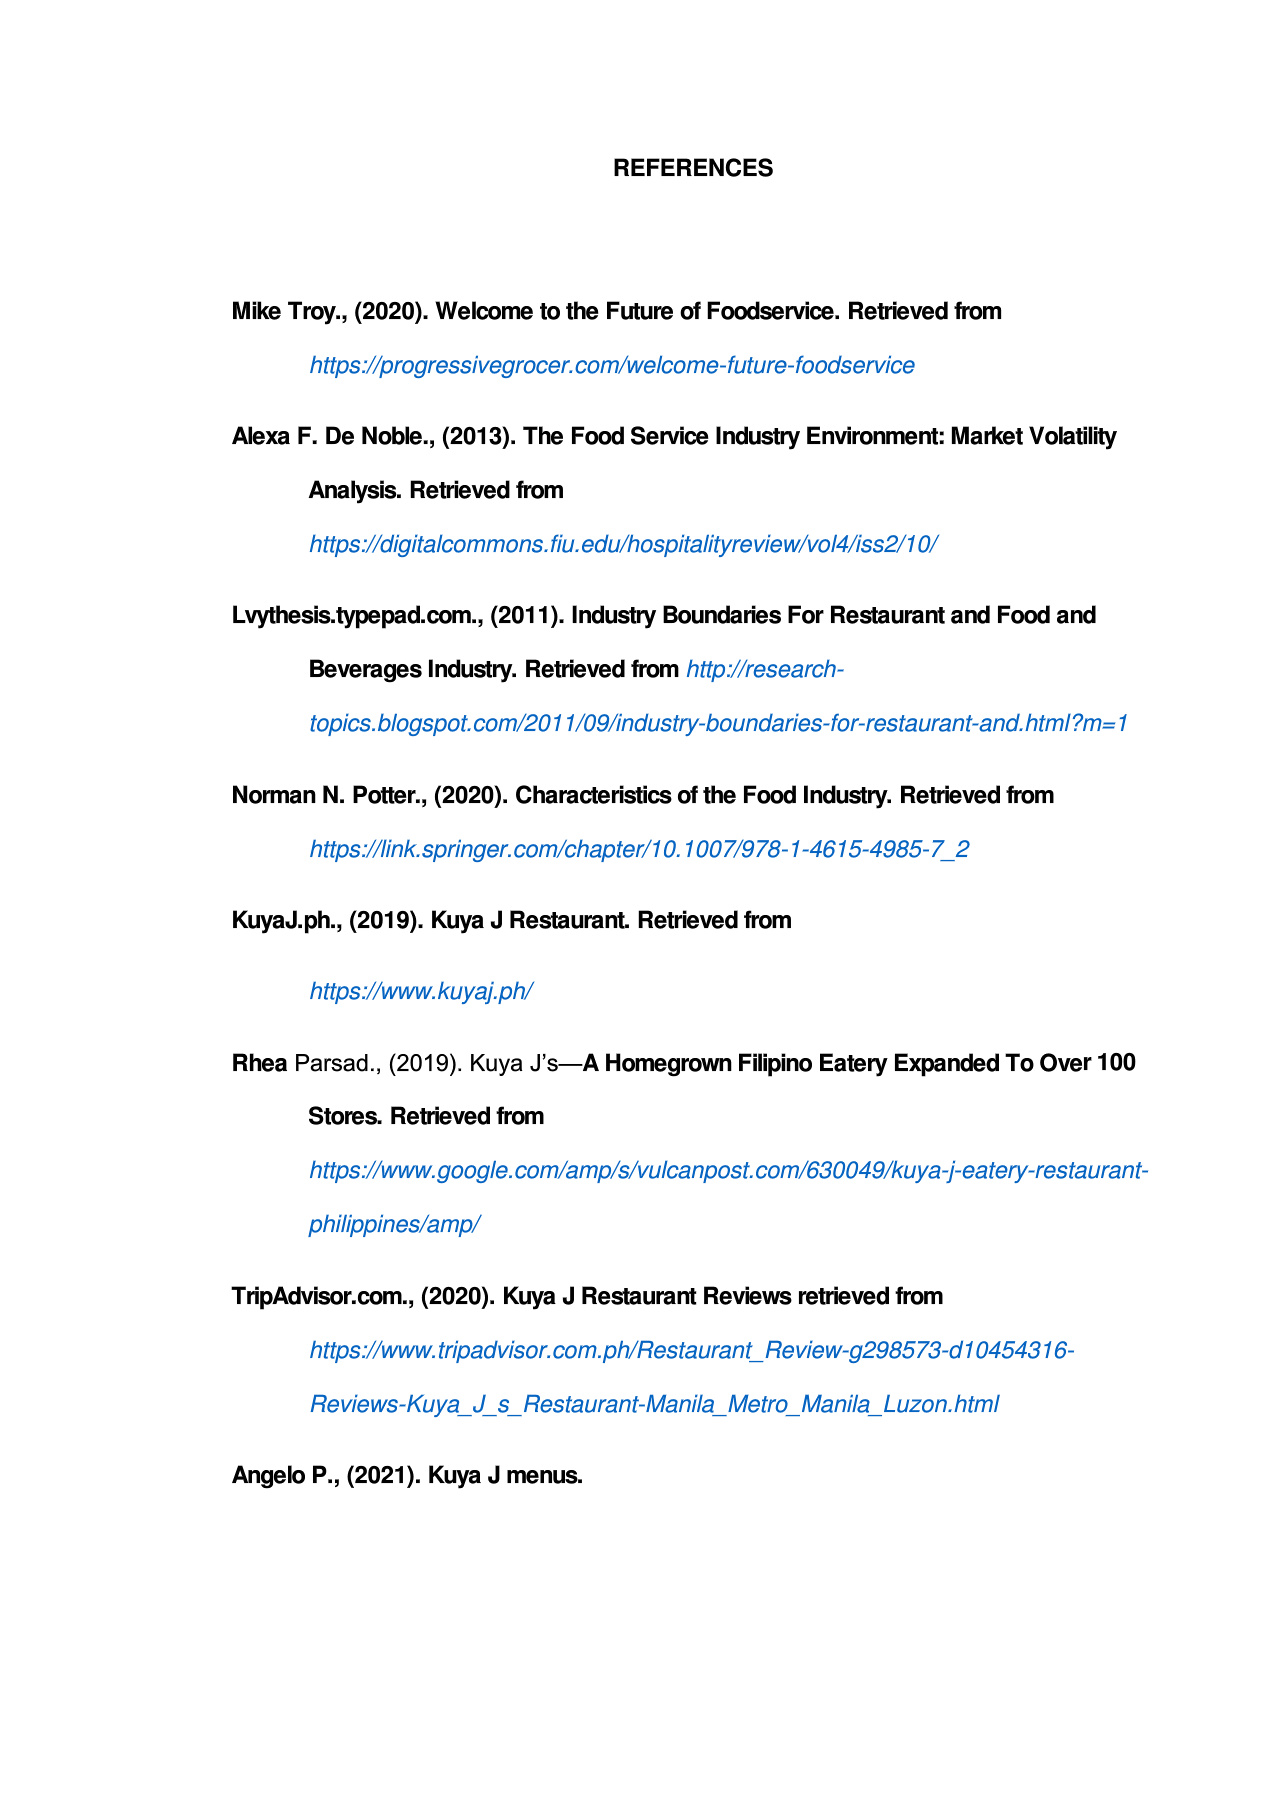 REFERENCES
Mike Troy., (2020). Welcome to the Future of Foodservice. Retrieved from
https://progressivegrocer.com/welcome-future-foodservice
Alexa F. De Noble., (2013). The Food Service Industry Environment: Market Volatility
Analysis. Retrieved from
https://digitalcommons.fiu.edu/hospitalityreview/vol4/iss2/10/
Lvythesis.typepad.com., (2011). Industry Boundaries For Restaurant and Food and
Beverages Industry. Retrieved from http://research-
topics.blogspot.com/2011/09/industry-boundaries-for-restaurant-and.html?m=1
Norman N. Potter., (2020). Characteristics of the Food Industry. Retrieved from
https://link.springer.com/chapter/10.1007/978-1-4615-4985-7_2
KuyaJ.ph., (2019). Kuya J Restaurant. Retrieved from
https://www.kuyaj.ph/
Rhea Parsad., (2019). Kuya J’s—A Homegrown Filipino Eatery Expanded To Over 100
Stores. Retrieved from
https://www.google.com/amp/s/vulcanpost.com/630049/kuya-j-eatery-restaurant-
philippines/amp/
TripAdvisor.com., (2020). Kuya J Restaurant Reviews retrieved from
https://www.tripadvisor.com.ph/Restaurant_Review-g298573-d10454316-
Reviews-Kuya_J_s_Restaurant-Manila_Metro_Manila_Luzon.html
Angelo P., (2021). Kuya J menus.